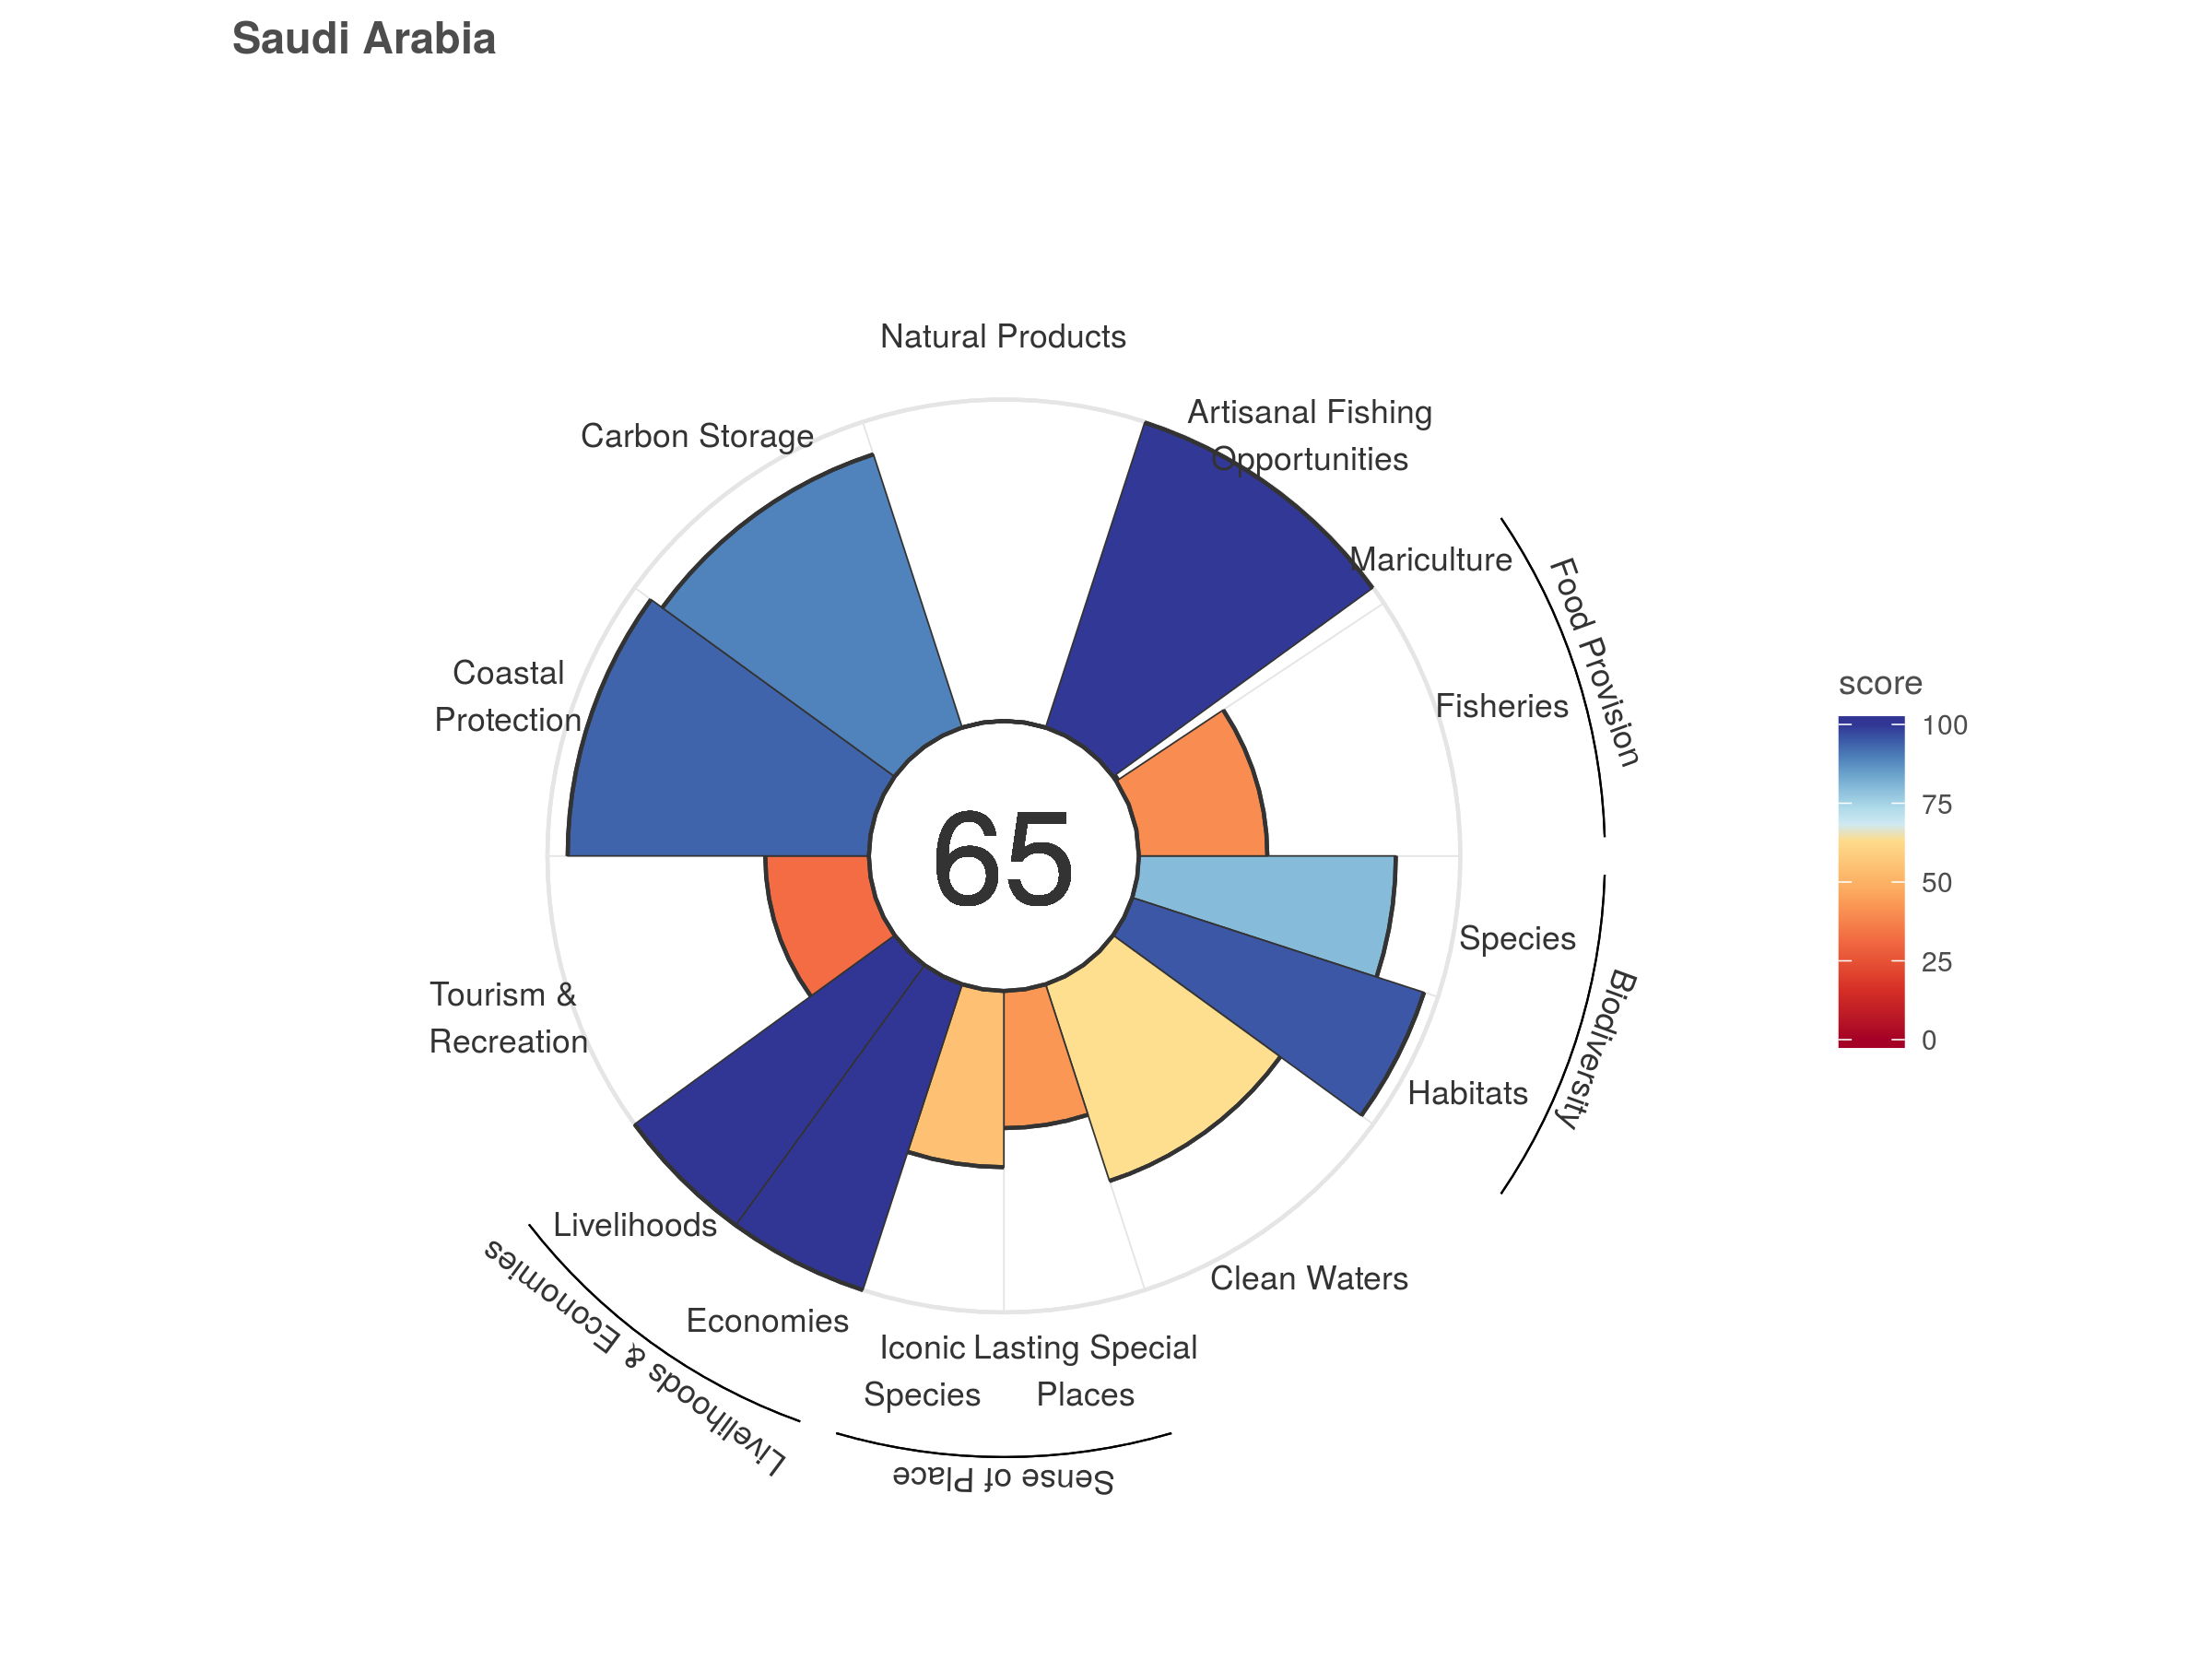 Saudi Arabia
Natural Products
Artisanal Fishing
Opportunities
Carbon Storage
Mariculture
Food Provision
Coastal
Protection
Fisheries
score
100
75
50
25
0
65
Species
Biodiversity
Tourism &
Recreation
Habitats
Livelihoods
Clean Waters
Economies
Livelihoods & Economies
Iconic
Species
Lasting Special
Places
Sense of Place